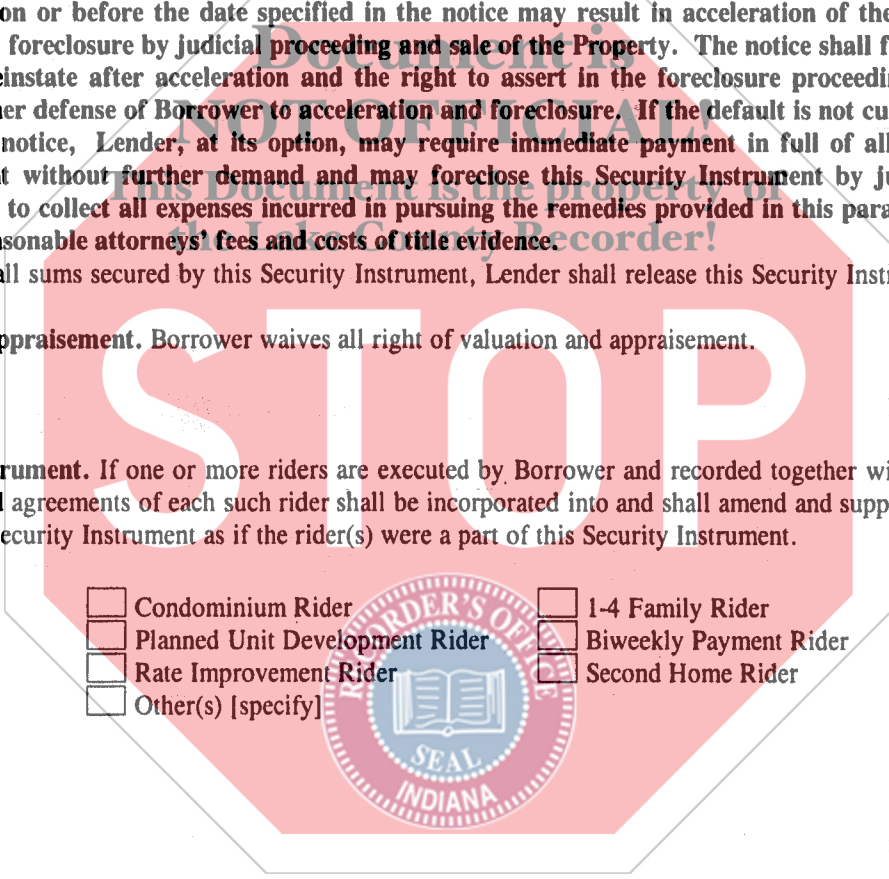 on or before the date specified in the notice may result in acceleration of the
foreclosure by judicial proceeding and sale of the Property. The notice shall f
einstate after acceleration and the right to assert in the foreclosure proceedi
er defense of Borrower to acceleration and foreclosure. If the default is not cu
notice, Lender, at its option, may require immediate payment in full of all
t without further demand and may foreclose this Security Instrument by ju
to collect all expenses incurred in pursuing the remedies provided in this para
sonable attorneys' fees and costs of title evidence.
all sums secured by this Security Instrument, Lender shall release this Security Inst
ppraisement. Borrower waives all right of valuation and appraisement.
rument. If one or more riders are executed by Borrower and recorded together wi
d agreements of each such rider shall be incorporated into and shall amend and supp
ecurity Instrument as if the rider(s) were a part of this Security Instrument.
Condominium Rider
Planned Unit Development Rider
Rate Improvement Rider
Other(s) [specify]
1-4 Family Rider
Biweekly Payment Rider
Second Home Rider
Document is
NOT OFFICIAL!
This Document is the property of
the Lake County Recorder!
STOP
RECORDER'S OFFICE
SEAL
INDIANA